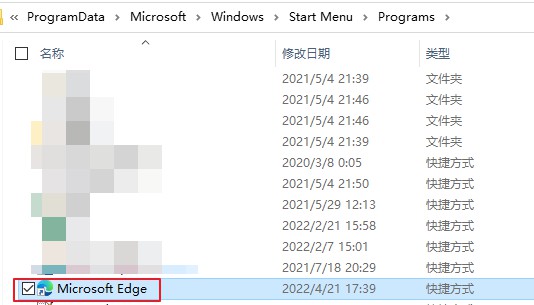 « ProgramData › Microsoft › Windows › Start Menu › Programs ›
名称 修改日期 类型
2021/5/4 21:39 文件夹
2021/5/4 21:46 文件夹
2021/5/4 21:46 文件夹
2021/5/4 21:39 文件夹
2020/3/8 0:05 快捷方式
2021/5/4 21:50 快捷方式
2021/5/29 12:13 快捷方式
2022/2/21 15:58 快捷方式
2022/2/7 15:01 快捷方式
2021/7/18 20:29 快捷方式
Microsoft Edge 2022/4/21 17:39 快捷方式